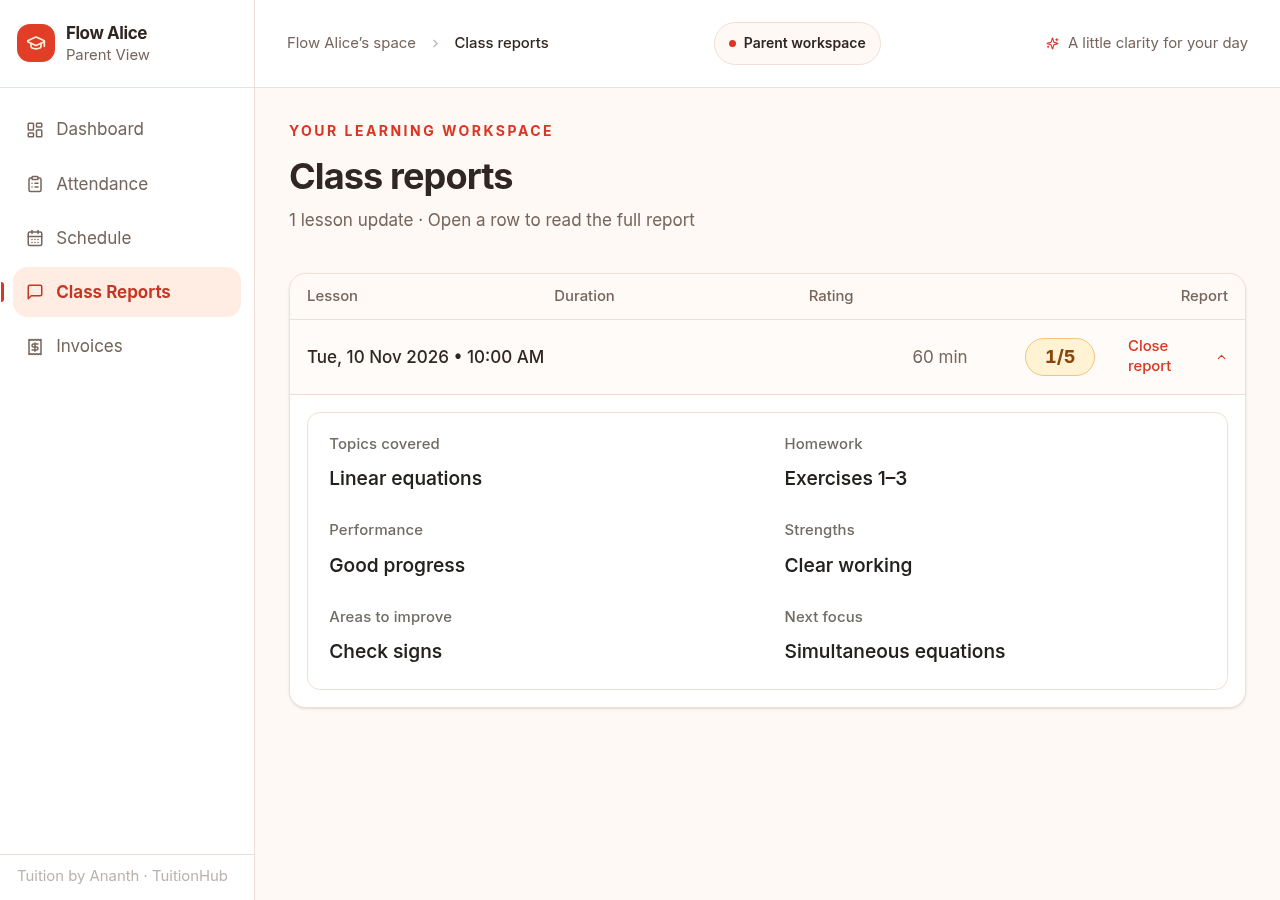 Flow Alice
Parent View
Flow Alice’s space
Class reports
Parent workspace
A little clarity for your day
Dashboard
Attendance
Schedule
Class Reports
Invoices
YOUR LEARNING WORKSPACE
Class reports
1 lesson update · Open a row to read the full report
Lesson Duration Rating Report
Tue, 10 Nov 2026 • 10:00 AM 60 min 1/5 Close report
Topics covered
Linear equations
Homework
Exercises 1–3
Performance
Good progress
Strengths
Clear working
Areas to improve
Check signs
Next focus
Simultaneous equations
Tuition by Ananth · TuitionHub